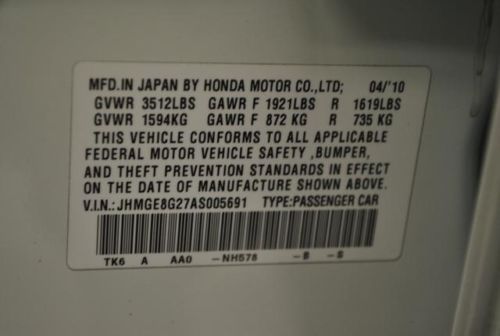 MFD.IN JAPAN BY HONDA MOTOR CO.,LTD; 04/'10
GVWR 3512LBS GAWR F 1921LBS R 1619LBS
GVWR 1594KG GAWR F 872 KG R 735 KG
THIS VEHICLE CONFORMS TO ALL APPLICABLE
FEDERAL MOTOR VEHICLE SAFETY ,BUMPER,
AND THEFT PREVENTION STANDARDS IN EFFECT
ON THE DATE OF MANUFACTURE SHOWN ABOVE.
V.I.N.: JHMGE8G27AS005691 TYPE:PASSENGER CAR
TK6 A AA0 -NH578 -B -S